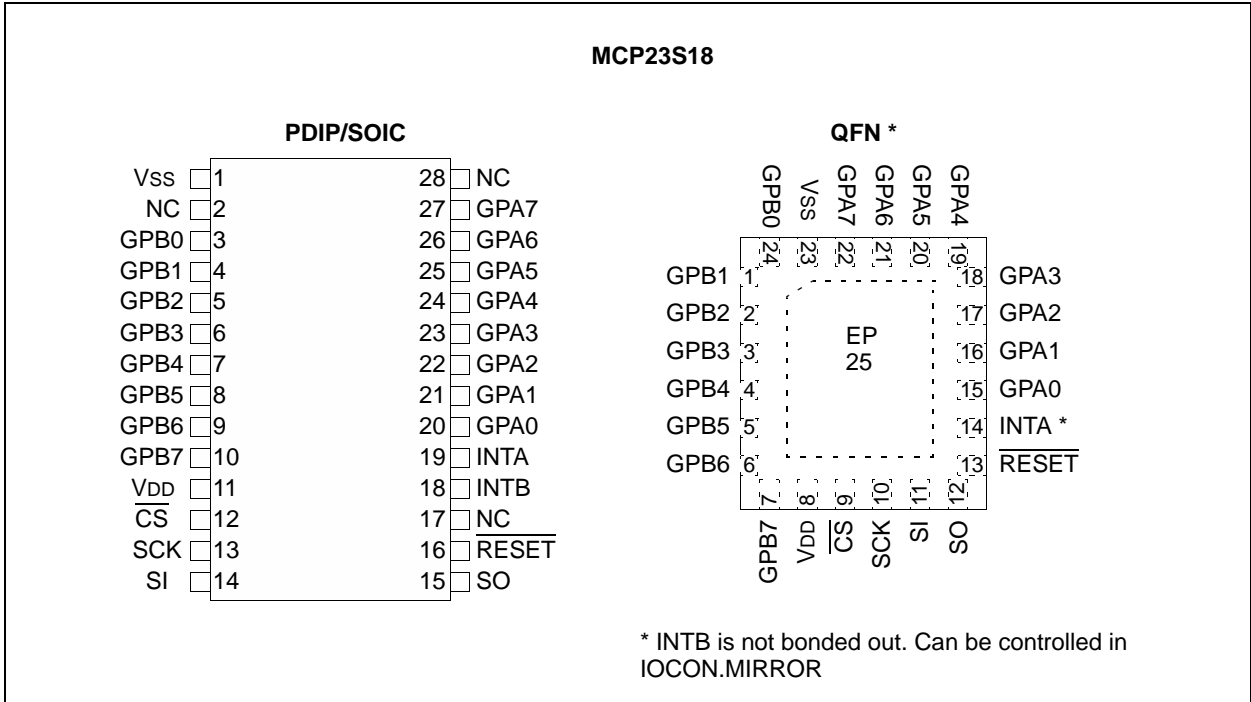 MCP23S18
PDIP/SOIC
VSS 1 28 NC
NC 2 27 GPA7
GPB0 3 26 GPA6
GPB1 4 25 GPA5
GPB2 5 24 GPA4
GPB3 6 23 GPA3
GPB4 7 22 GPA2
GPB5 8 21 GPA1
GPB6 9 20 GPA0
GPB7 10 19 INTA
VDD 11 18 INTB
CS 12 17 NC
SCK 13 16 RESET
SI 14 15 SO
QFN *
GPB0 VSS GPA7 GPA6 GPA5 GPA4
24 23 22 21 20 19
GPB1 1 18 GPA3
GPB2 2 17 GPA2
GPB3 3 16 GPA1
GPB4 4 15 GPA0
GPB5 5 14 INTA *
GPB6 6 13 RESET
EP
25
7 8 9 10 11 12
GPB7 VDD CS SCK SI SO
* INTB is not bonded out. Can be controlled in
IOCON.MIRROR